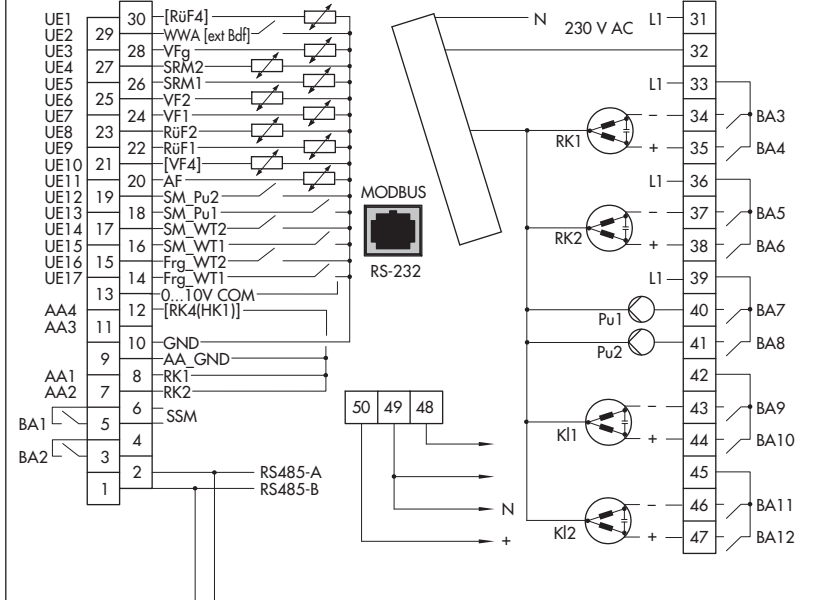 UE1 30 [RüF4]
UE2 29 WWA [ext Bdf]
UE3 28 VFg
UE4 27 SRM2
UE5 26 SRM1
UE6 25 VF2
UE7 24 VF1
UE8 23 RüF2
UE9 22 RüF1
UE10 21 [VF4]
UE11 20 AF
UE12 19 SM_Pu2
UE13 18 SM_Pu1
UE14 17 SM_WT2
UE15 16 SM_WT1
UE16 15 Frg_WT2
UE17 14 Frg_WT1
13 0...10V COM
AA4 12 [RK4(HK1)]
AA3 11
10 GND
9 AA_GND
AA1 8 RK1
AA2 7 RK2
6 SSM
BA1 5
4
BA2 3
2 RS485-A
1 RS485-B
MODBUS
RS-232
50 49 48
N
+
N 230 V AC L1 31
32
L1 33
RK1 − 34 BA3
+ 35 BA4
L1 36
RK2 − 37 BA5
+ 38 BA6
L1 39
Pu1 40 BA7
Pu2 41 BA8
42
Kl1 − 43 BA9
+ 44 BA10
45
Kl2 − 46 BA11
+ 47 BA12